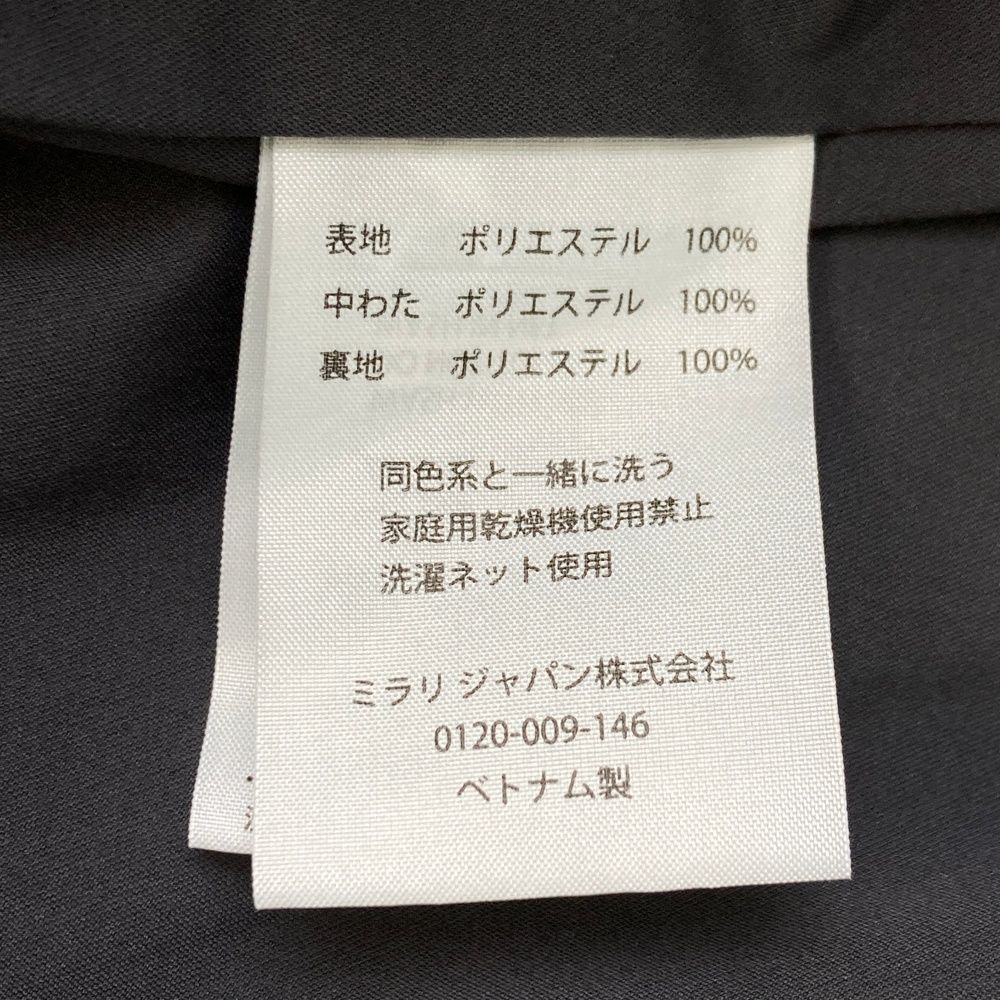 表地 ポリエステル 100%
中わた ポリエステル 100%
裏地 ポリエステル 100%
同色系と一緒に洗う
家庭用乾燥機使用禁止
洗濯ネット使用
ミラリ ジャパン株式会社
0120-009-146
ベトナム製